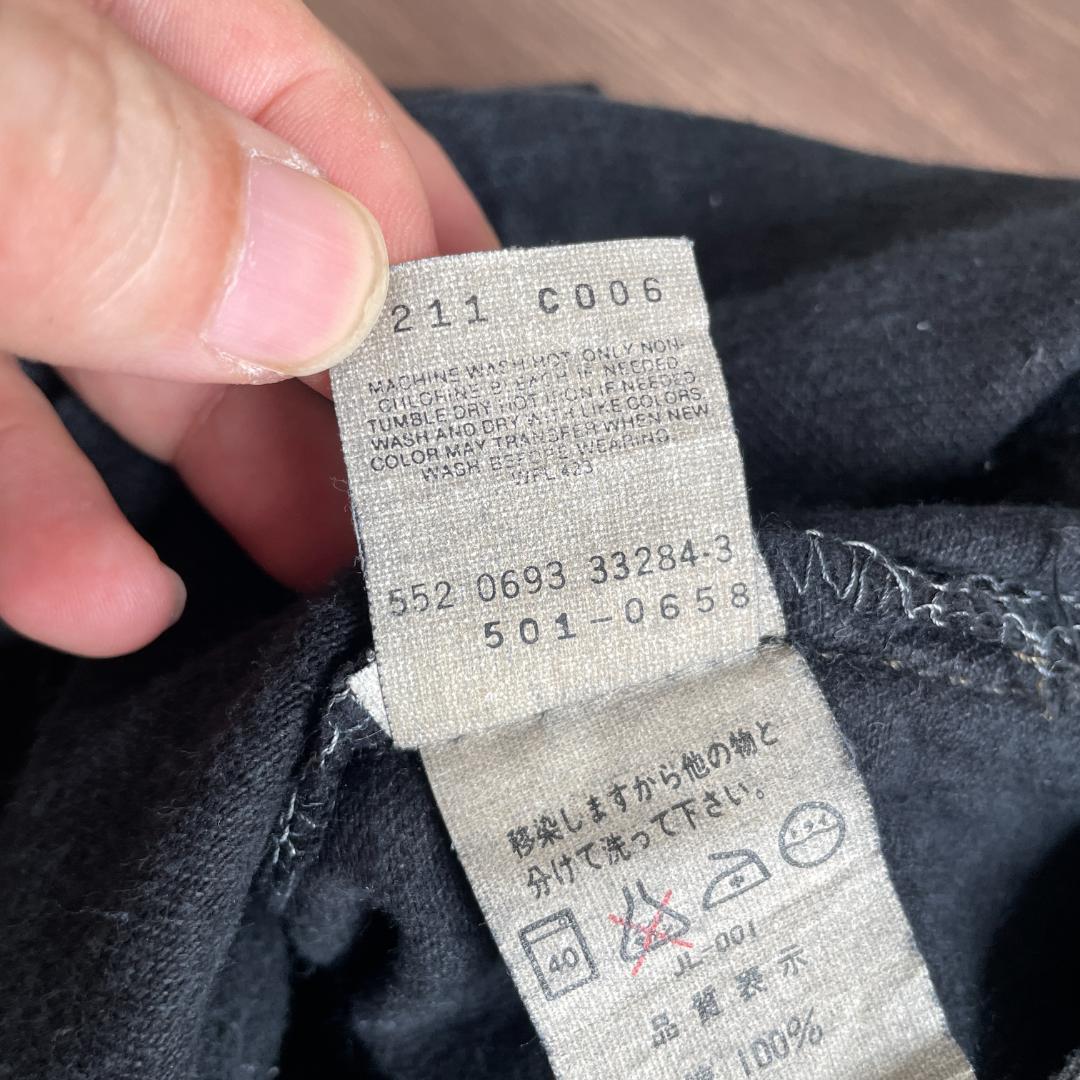 211 C006
MACHINE WASH HOT, ONLY NON-
CHLORINE BLEACH IF NEEDED
TUMBLE DRY HOT IRON IF NEEDED
WASH AND DRY WITH LIKE COLORS
COLOR MAY TRANSFER WHEN NEW
WASH BEFORE WEARING
WPL 423
552 0693 33284-3
501-0658
移染しますから他の物と
分けて洗って下さい。
40
JL-001
品質表示
100%